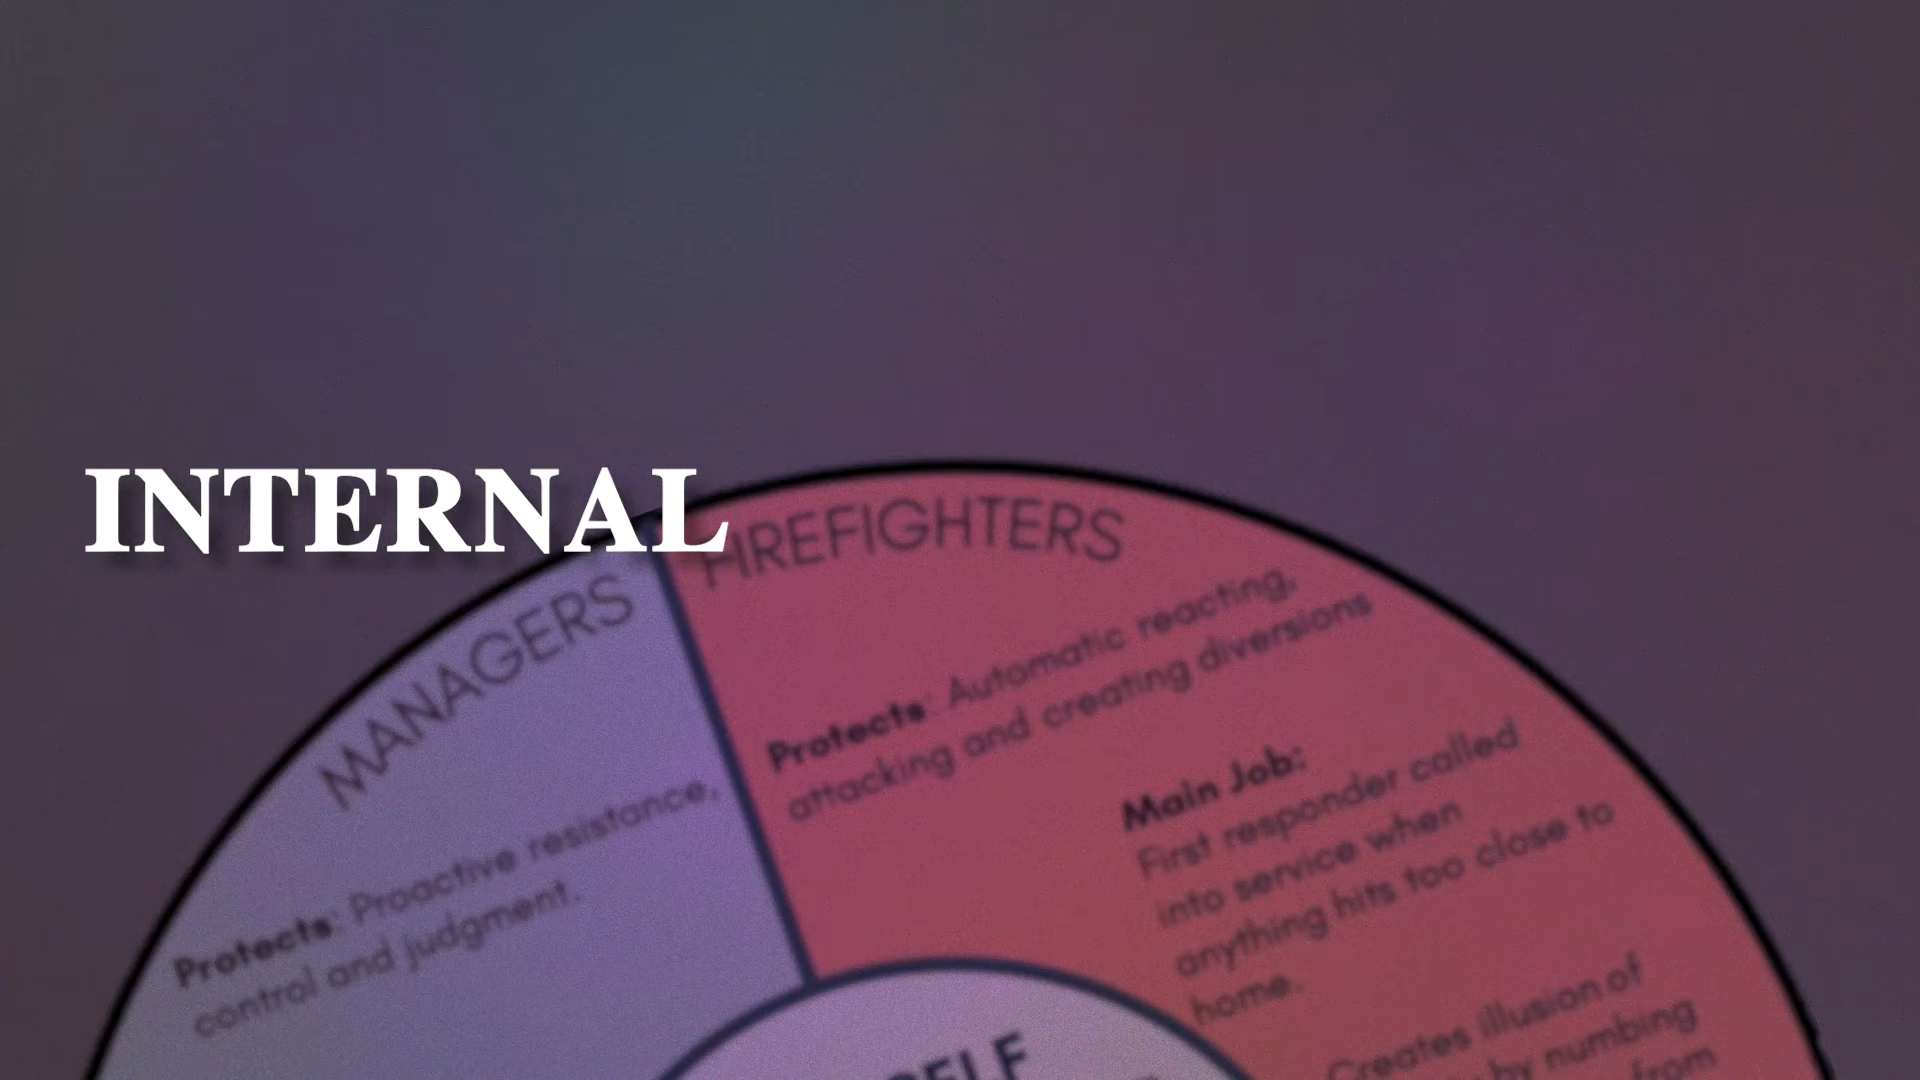 INTERNAL
MANAGERS
Protects: Proactive resistance,
control and judgment.
FIREFIGHTERS
Protects: Automatic reacting,
attacking and creating diversions
Main Job:
First responder called
into service when
anything hits too close to
home.
Creates illusion of
by numbing
from
SELF